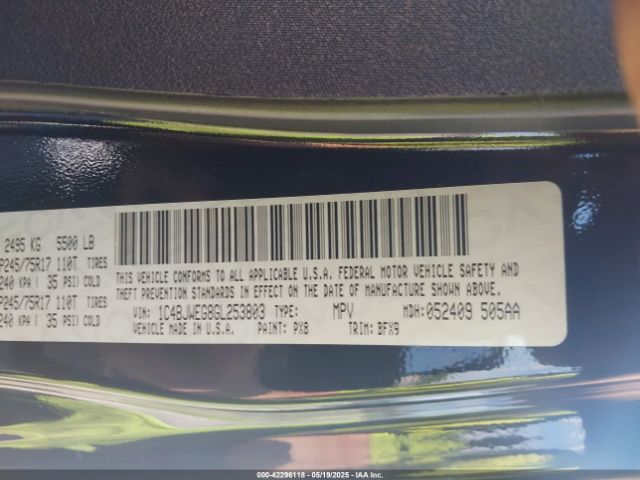 2495 KG 5500 LB
P245/75R17 110T TIRES
240 KPA ( 35 PSI) COLD
P245/75R17 110T TIRES
240 KPA ( 35 PSI) COLD
THIS VEHICLE CONFORMS TO ALL APPLICABLE U.S.A. FEDERAL MOTOR VEHICLE SAFETY AND
THEFT PREVENTION STANDARDS IN EFFECT ON THE DATE OF MANUFACTURE SHOWN ABOVE.
VIN: 1C4BJWEG8GL253803 TYPE: MPV MDH: 052409 505AA
VEHICLE MADE IN U.S.A. PAINT: PX8 TRIM: BFX9
000-42296118 - 05/19/2025 - IAA Inc.